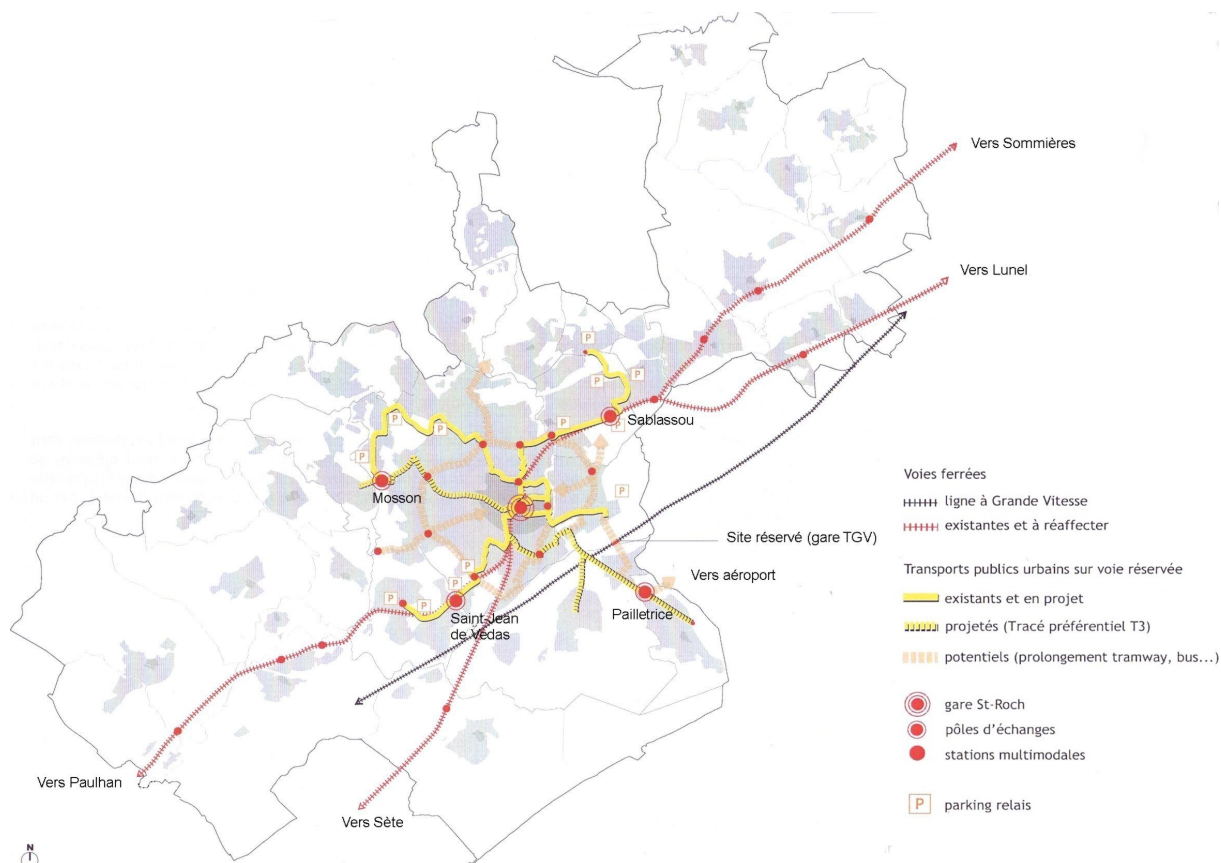 Vers Sommières
Vers Lunel
P
P
P
P
P
P
P
P
Sablassou
P
Mosson
P
Site réservé (gare TGV)
Vers aéroport
P
P
P
Saint-Jean
de Védas
Pailletrice
Vers Paulhan
Vers Sète
N
Voies ferrées
ligne à Grande Vitesse
existantes et à réaffecter
Transports publics urbains sur voie réservée
existants et en projet
projetés (Tracé préférentiel T3)
potentiels (prolongement tramway, bus...)
gare St-Roch
pôles d'échanges
stations multimodales
P parking relais